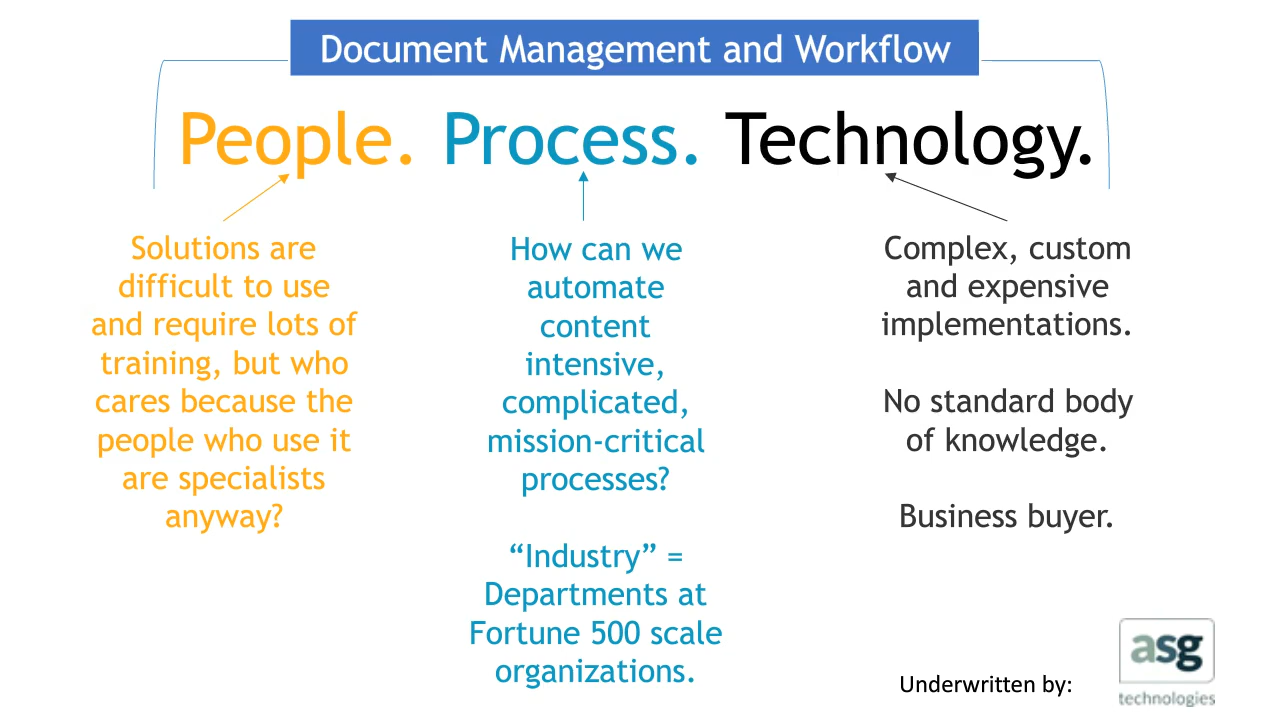 Document Management and Workflow
People. Process. Technology.
Solutions are
difficult to use
and require lots of
training, but who
cares because the
people who use it
are specialists
anyway?
How can we
automate
content
intensive,
complicated,
mission-critical
processes?
“Industry” =
Departments at
Fortune 500 scale
organizations.
Complex, custom
and expensive
implementations.
No standard body
of knowledge.
Business buyer.
Underwritten by:
asg
technologies